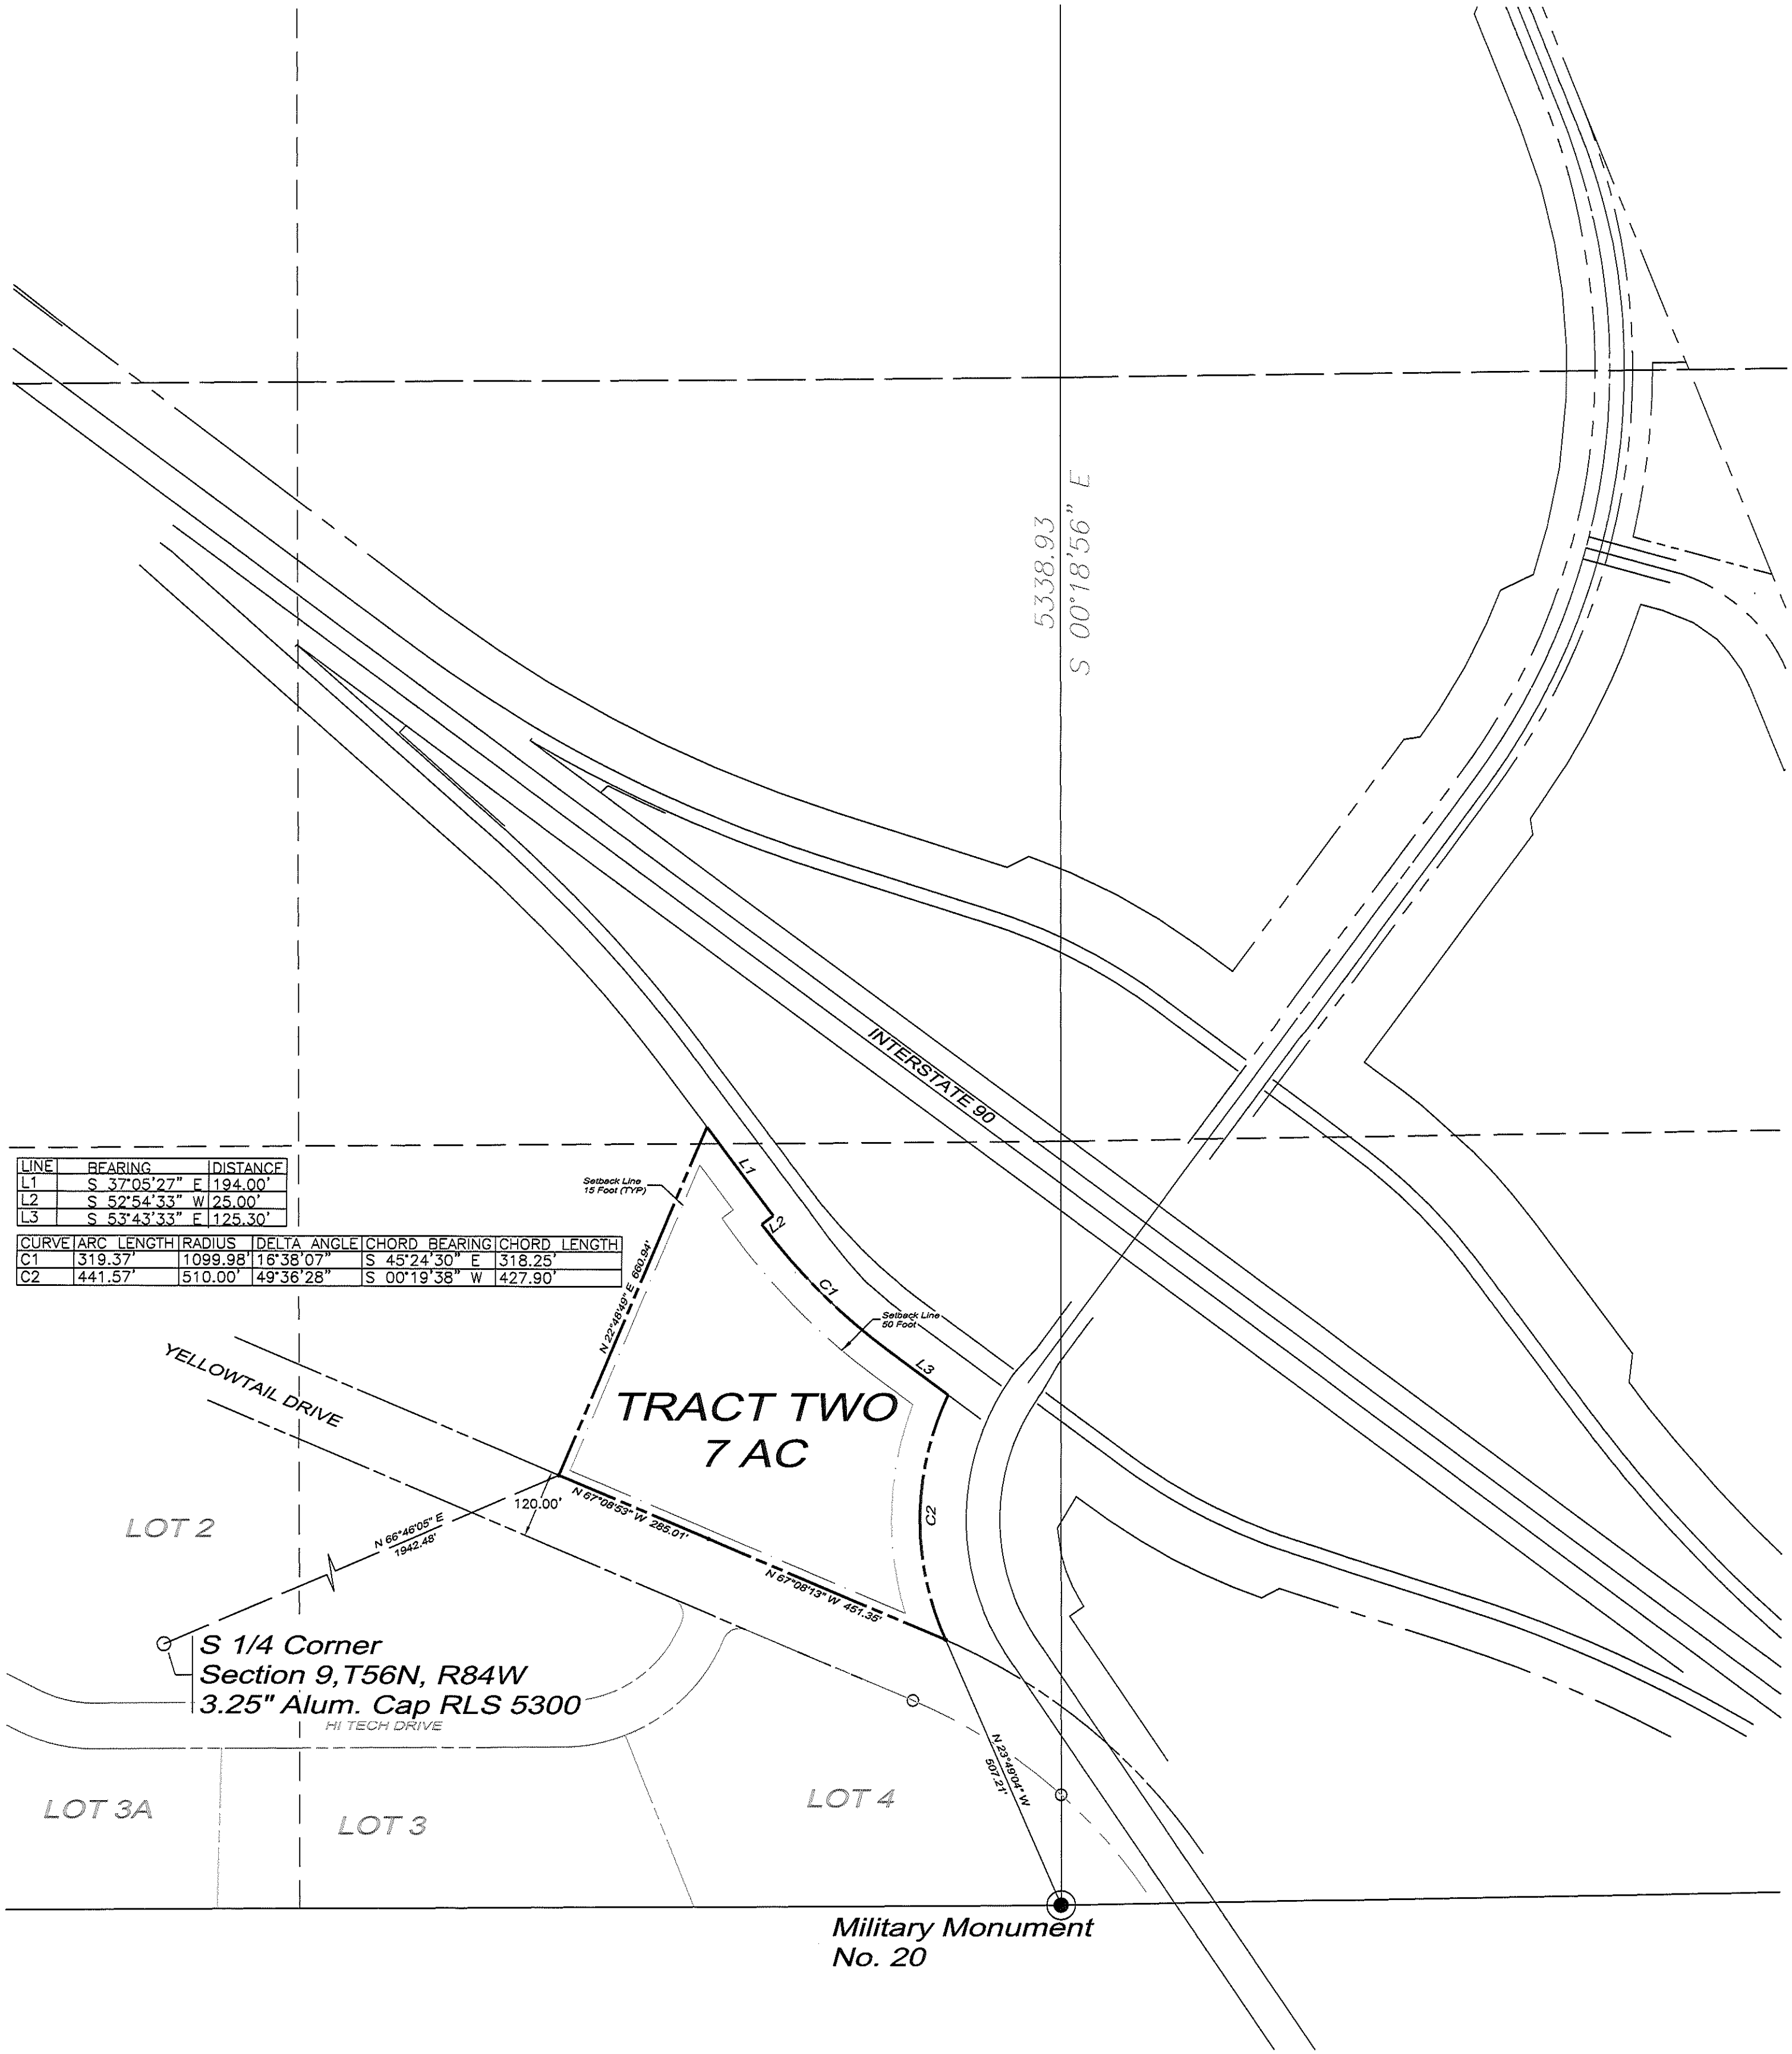 5338.93
S 00°18'56" E
INTERSTATE 90
LINE BEARING DISTANCE
L1 S 37°05'27" E 194.00'
L2 S 52°54'33" W 25.00'
L3 S 53°43'33" E 125.30'
CURVE ARC LENGTH RADIUS DELTA ANGLE CHORD BEARING CHORD LENGTH
C1 319.37' 1099.98' 16°38'07" S 45°24'30" E 318.25'
C2 441.57' 510.00' 49°36'28" S 00°19'38" W 427.90'
L1
Setback Line
15 Foot (TYP)
L2
N 22°48'49" E 660.94'
C1
Setback Line
50 Foot
L3
YELLOWTAIL DRIVE
TRACT TWO
7 AC
120.00'
N 67°08'53" W 285.01'
C2
LOT 2
N 66°46'05" E
1942.48'
N 67°08'13" W 451.35'
S 1/4 Corner
Section 9,T56N, R84W
3.25" Alum. Cap RLS 5300
HI TECH DRIVE
N 23°49'04" W
507.21'
LOT 3A
LOT 3
LOT 4
Military Monument
No. 20